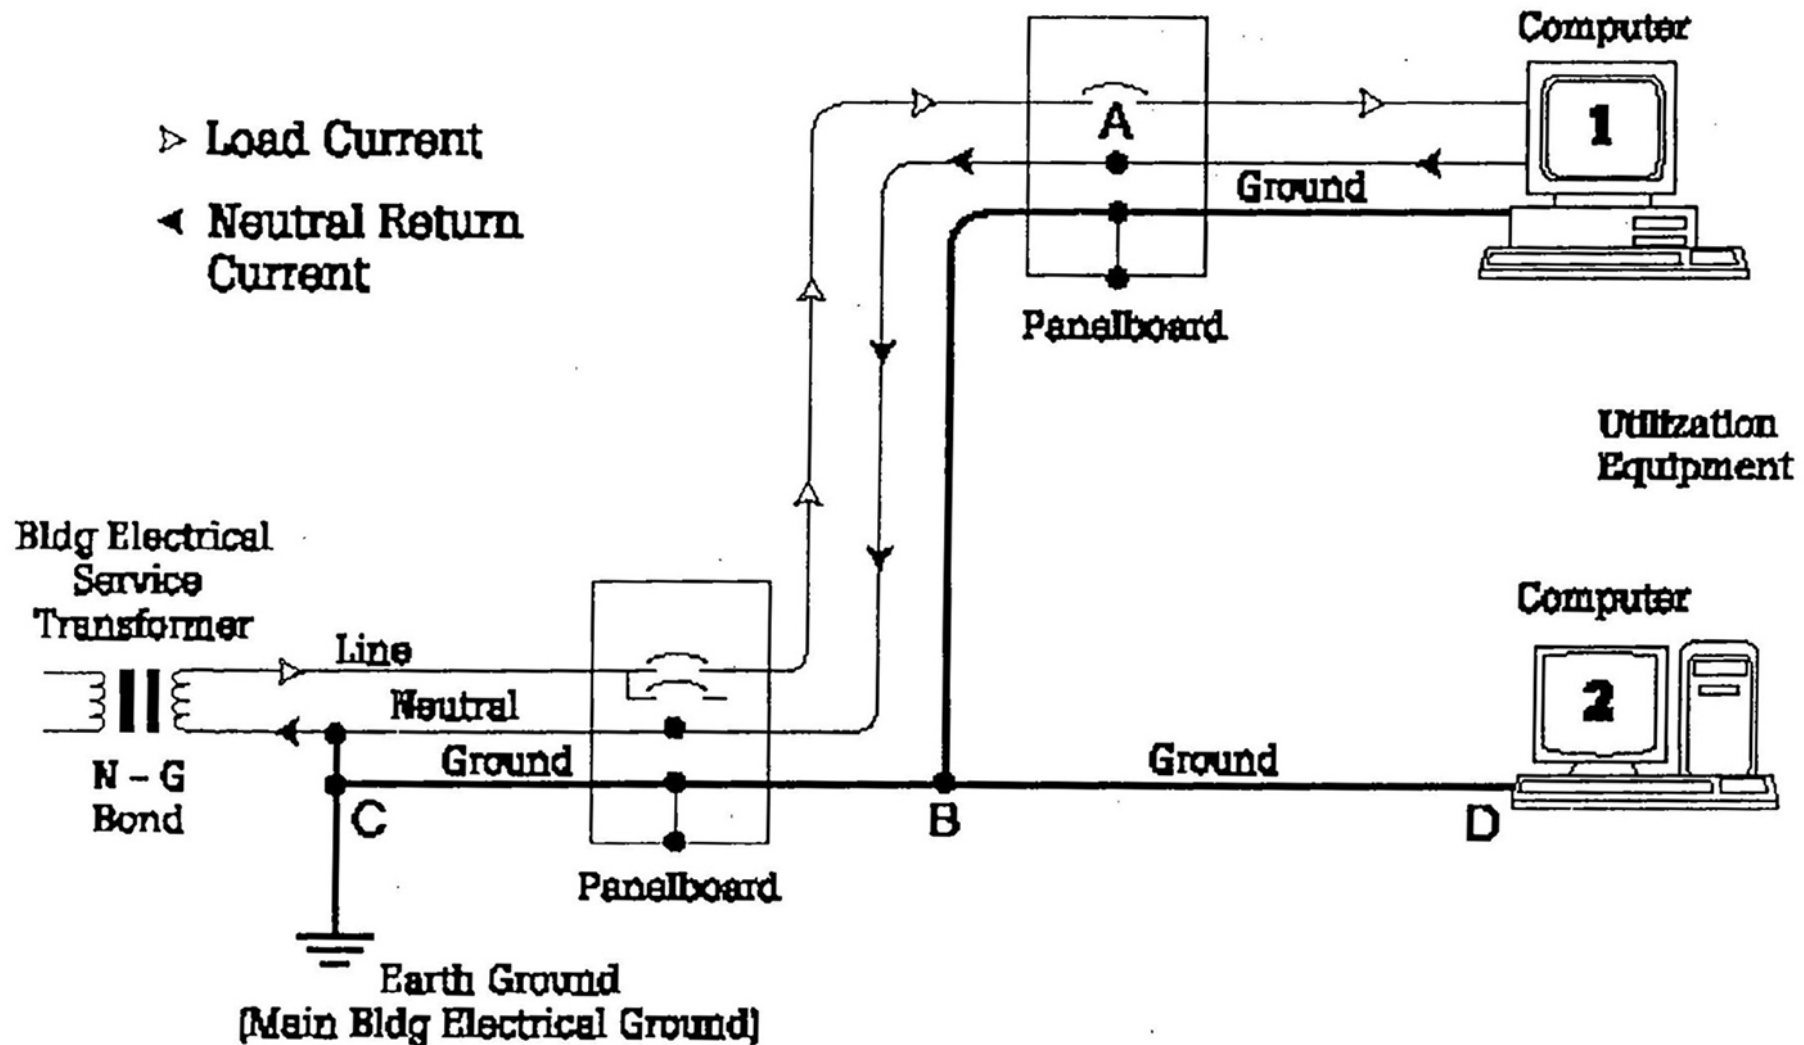 Computer
1
Load Current
Neutral Return
Current
A
Ground
Panelboard
Utilization
Equipment
Bldg Electrical
Service
Transformer
Line
Neutral
Ground
N - G
Bond
C
B
Ground
D
Computer
2
Panelboard
Earth Ground
(Main Bldg Electrical Ground)